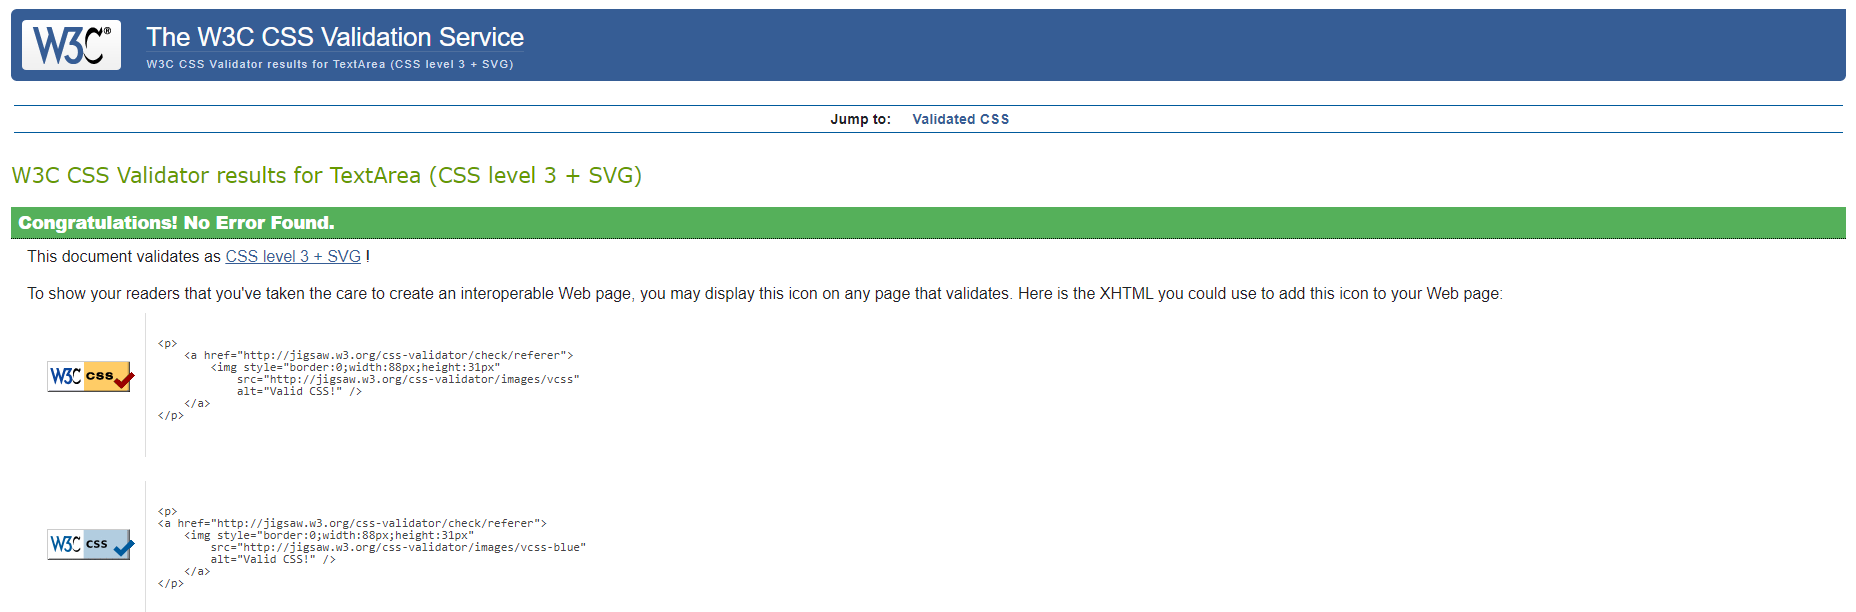 W3C®
The W3C CSS Validation Service
W3C CSS Validator results for TextArea (CSS level 3 + SVG)
Jump to: Validated CSS
W3C CSS Validator results for TextArea (CSS level 3 + SVG)
Congratulations! No Error Found.
This document validates as CSS level 3 + SVG !
To show your readers that you've taken the care to create an interoperable Web page, you may display this icon on any page that validates. Here is the XHTML you could use to add this icon to your Web page:
W3C css
<p>
    <a href="http://jigsaw.w3.org/css-validator/check/referer">
        <img style="border:0;width:88px;height:31px"
            src="http://jigsaw.w3.org/css-validator/images/vcss"
            alt="Valid CSS!" />
    </a>
</p>
W3C css
<p>
<a href="http://jigsaw.w3.org/css-validator/check/referer">
    <img style="border:0;width:88px;height:31px"
        src="http://jigsaw.w3.org/css-validator/images/vcss-blue"
        alt="Valid CSS!" />
    </a>
</p>